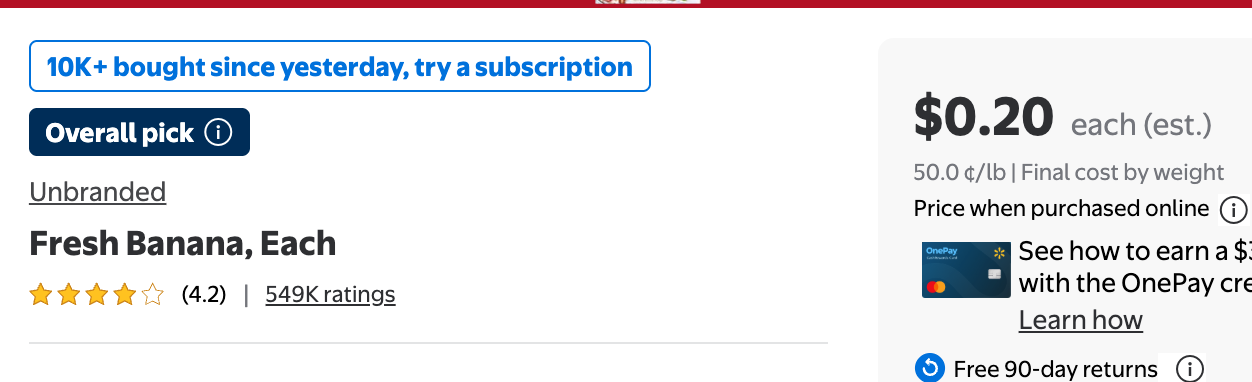 10K+ bought since yesterday, try a subscription
Overall pick
Unbranded
Fresh Banana, Each
(4.2) | 549K ratings
$0.20 each (est.)
50.0 ¢/lb | Final cost by weight
Price when purchased online
OnePay
See how to earn a $3
with the OnePay cre
Learn how
Free 90-day returns